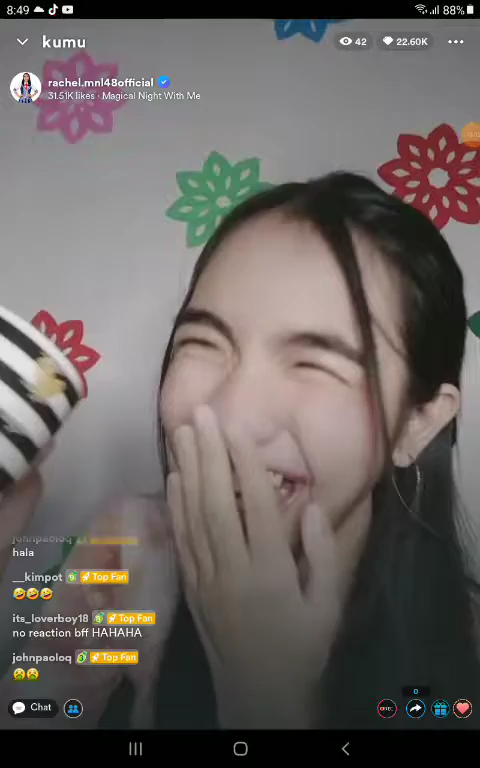 8:49
88%
kumu
42
22.60K
rachel.mnl48official
31.51K likes · Magical Night With Me
johnpaoloq
hala
__kimpot Top Fan
🤣🤣🤣
its_loverboy18 Top Fan
no reaction bff HAHAHA
johnpaoloq Top Fan
Chat
0